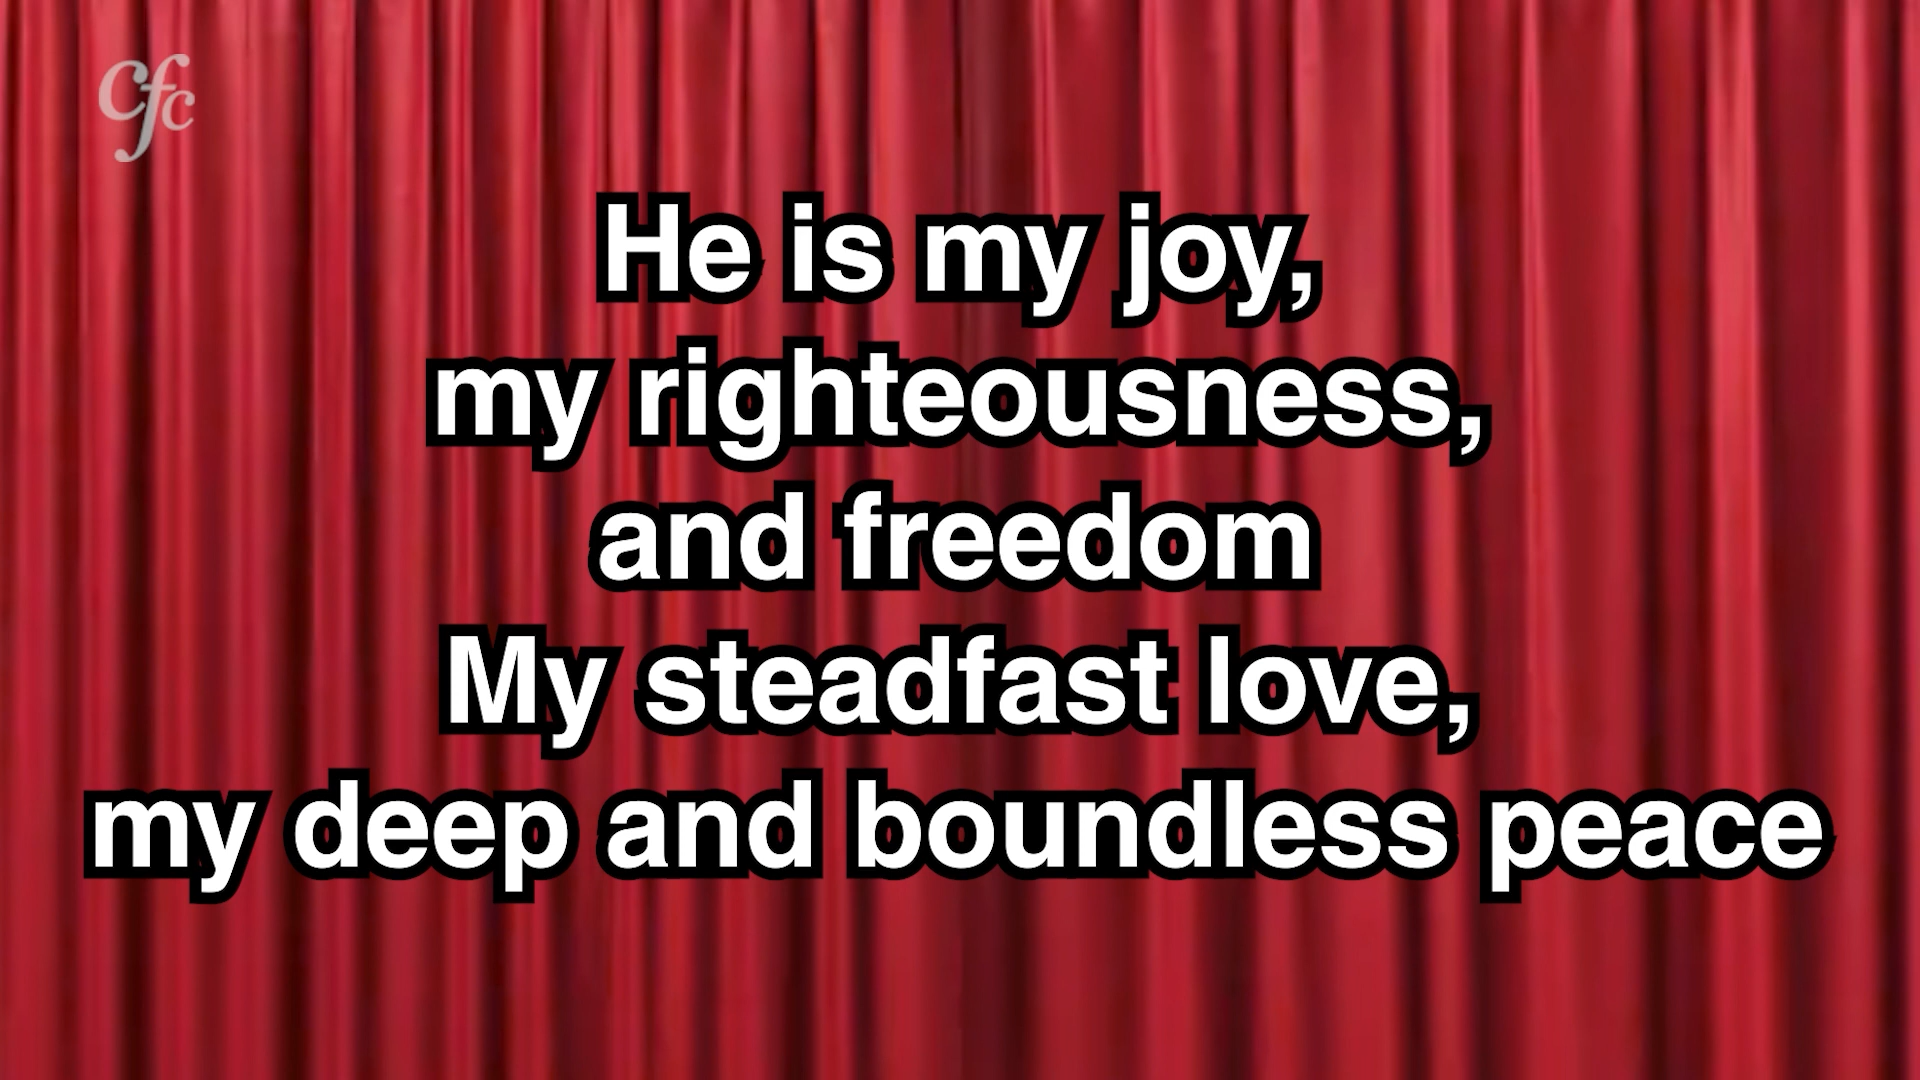 cfc
He is my joy,
my righteousness,
and freedom
My steadfast love,
my deep and boundless peace